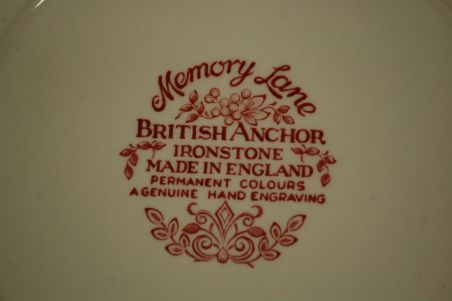 Memory Lane
BRITISH ANCHOR
IRONSTONE
MADE IN ENGLAND
PERMANENT COLOURS
A GENUINE HAND ENGRAVING